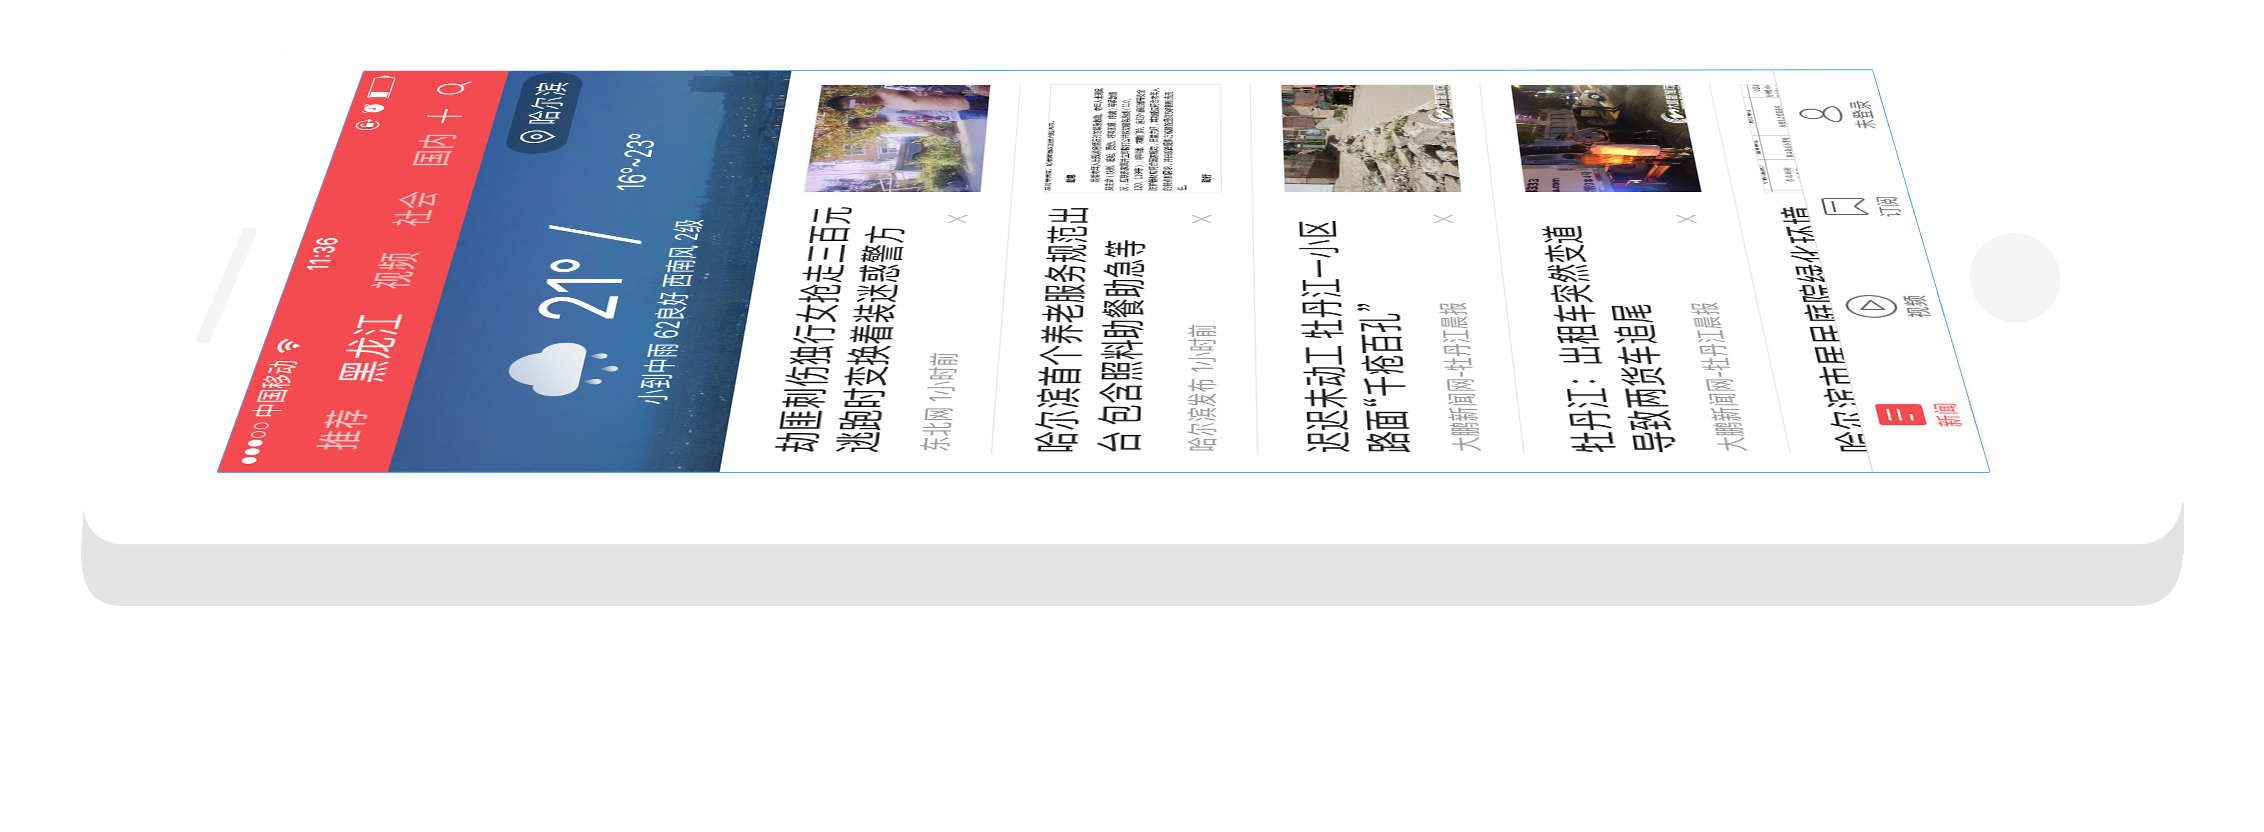 中国移动
11:36
推荐 黑龙江 视频 社会 国内
哈尔滨
21° /
16°~23°
小到中雨 62良好 西南风 2级
劫匪刺伤独行女抢走三百元
逃跑时变换着装迷惑警方
东北网 1小时前
哈尔滨首个养老服务规范出
台 包含照料助餐助急等
哈尔滨发布 1小时前
迟迟未动工 牡丹江一小区
路面“千疮百孔”
大鹏新闻网-牡丹江晨报
牡丹江：出租车突然变道
导致两货车追尾
大鹏新闻网-牡丹江晨报
哈尔滨市里民庭院绿化环措
新闻
视频
订阅
未登录